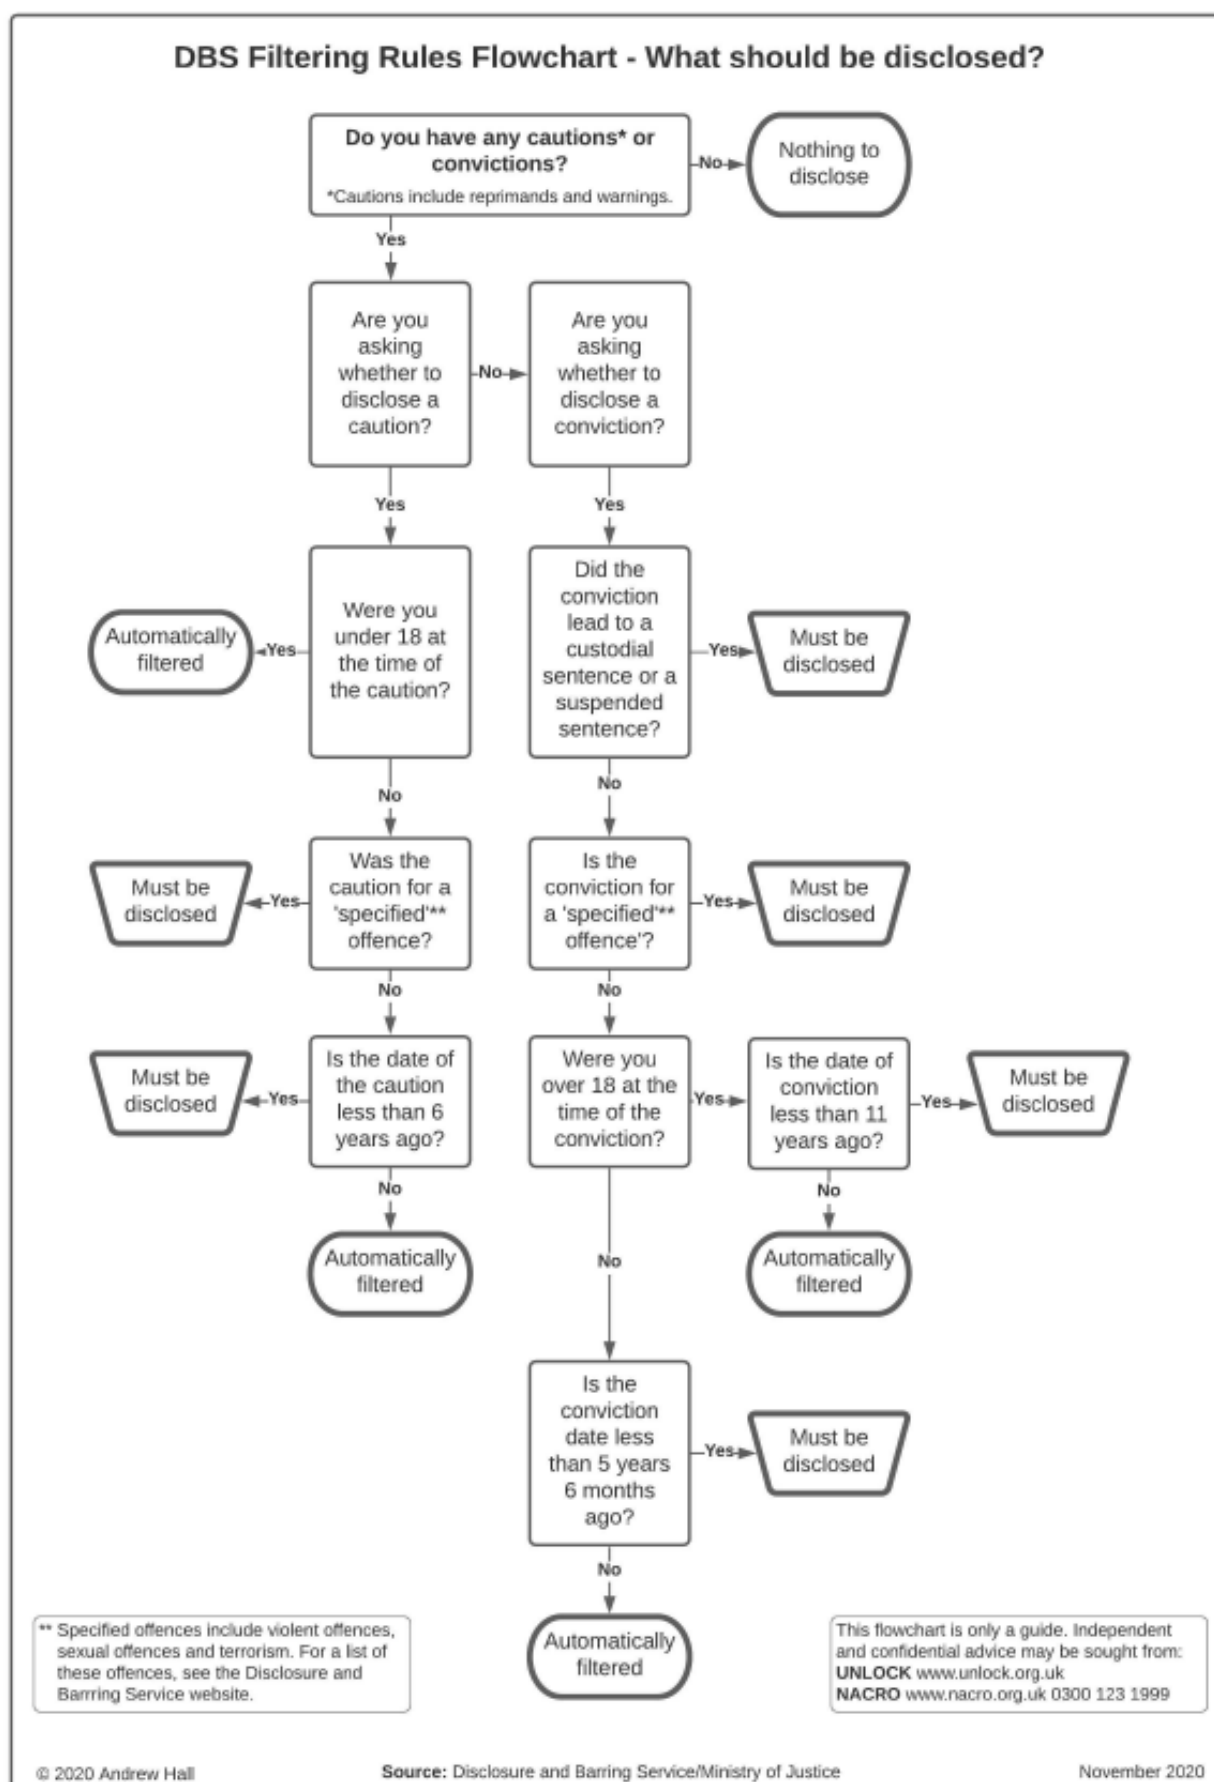 DBS Filtering Rules Flowchart - What should be disclosed?
Do you have any cautions* or
convictions?
*Cautions include reprimands and warnings.
No
Nothing to
disclose
Yes
Are you
asking
whether to
disclose a
caution?
No
Are you
asking
whether to
disclose a
conviction?
Yes
Yes
Automatically
filtered
Yes
Were you
under 18 at
the time of
the caution?
Did the
conviction
lead to a
custodial
sentence or a
suspended
sentence?
Yes
Must be
disclosed
No
No
Must be
disclosed
Yes
Was the
caution for a
'specified'**
offence?
Is the
conviction for
a 'specified'**
offence'?
Yes
Must be
disclosed
No
No
Must be
disclosed
Yes
Is the date of
the caution
less than 6
years ago?
Were you
over 18 at the
time of the
conviction?
Yes
Is the date of
conviction
less than 11
years ago?
Yes
Must be
disclosed
No
No
No
Automatically
filtered
Automatically
filtered
Is the
conviction
date less
than 5 years
6 months
ago?
Yes
Must be
disclosed
No
Automatically
filtered
** Specified offences include violent offences,
sexual offences and terrorism. For a list of
these offences, see the Disclosure and
Barrring Service website.
This flowchart is only a guide. Independent
and confidential advice may be sought from:
UNLOCK www.unlock.org.uk
NACRO www.nacro.org.uk 0300 123 1999
© 2020 Andrew Hall
Source: Disclosure and Barring Service/Ministry of Justice
November 2020